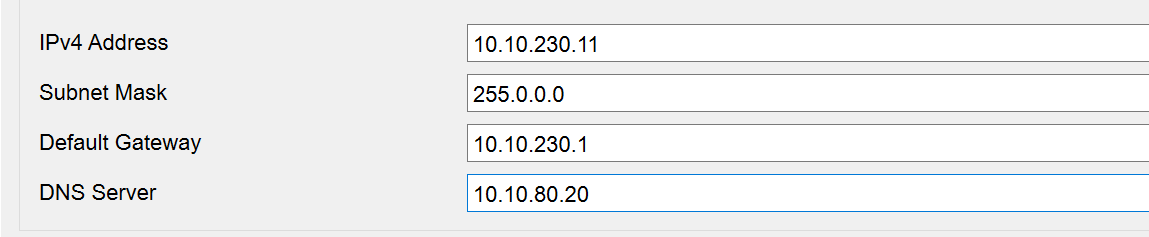 IPv4 Address 10.10.230.11
Subnet Mask 255.0.0.0
Default Gateway 10.10.230.1
DNS Server 10.10.80.20